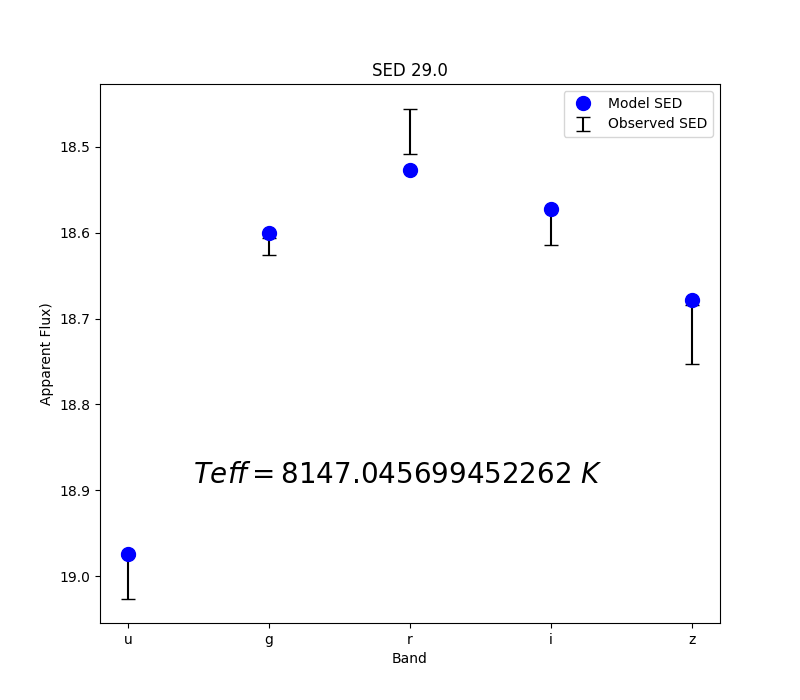 SED 29.0
Model SED
Observed SED
18.5
18.6
18.7
18.8
18.9
19.0
Apparent Flux)
Teff = 8147.045699452262 K
u g r i z
Band